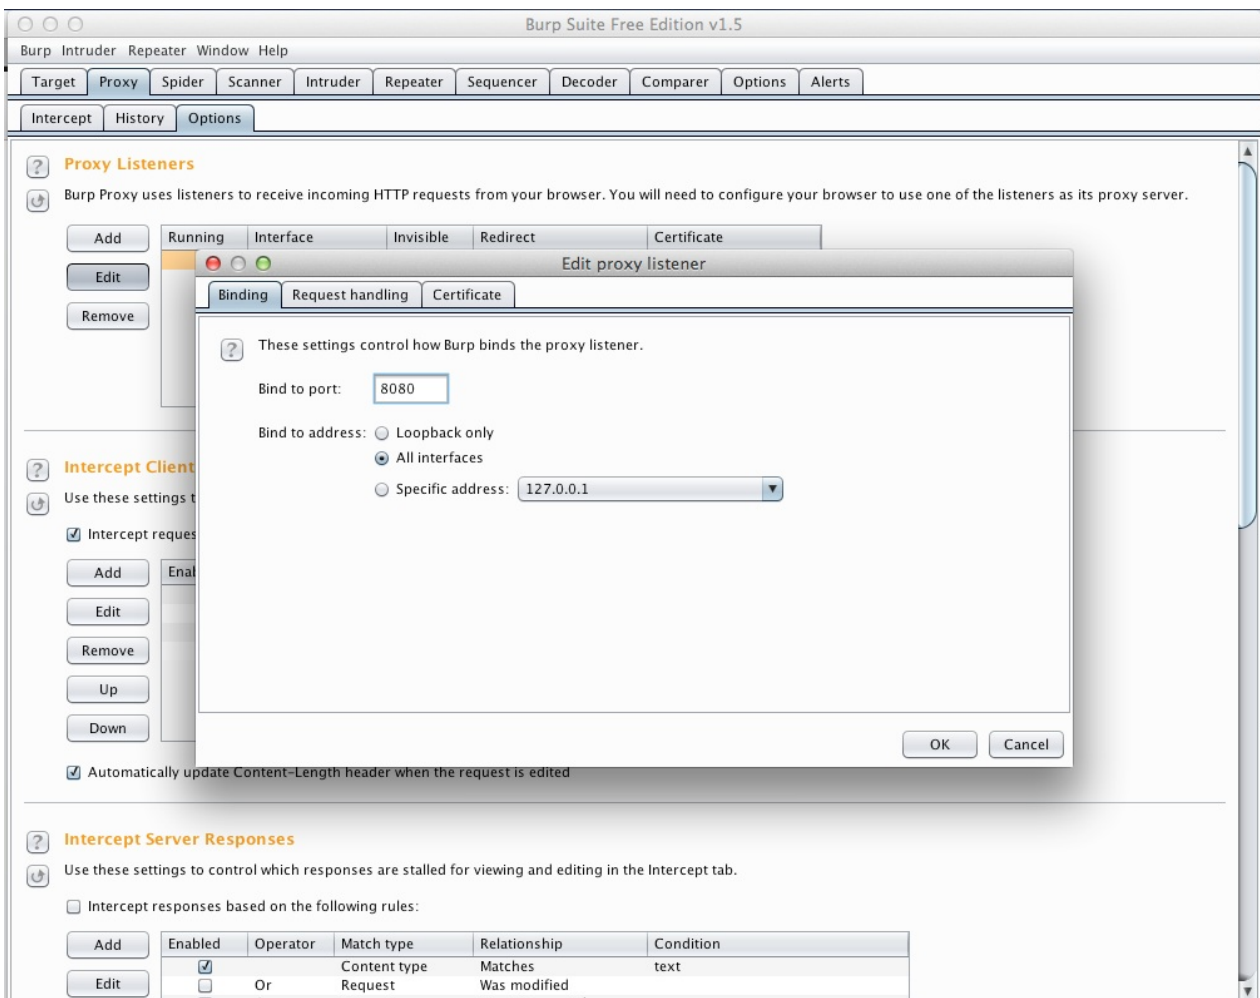 Burp Suite Free Edition v1.5
Burp Intruder Repeater Window Help
Target Proxy Spider Scanner Intruder Repeater Sequencer Decoder Comparer Options Alerts
Intercept History Options
? Proxy Listeners
Burp Proxy uses listeners to receive incoming HTTP requests from your browser. You will need to configure your browser to use one of the listeners as its proxy server.
Add Running Interface Invisible Redirect Certificate
Edit
Remove
Edit proxy listener
Binding Request handling Certificate
? These settings control how Burp binds the proxy listener.
Bind to port: 8080
Bind to address: Loopback only
All interfaces
Specific address: 127.0.0.1
OK Cancel
? Intercept Client
Use these settings t
Intercept reques
Add Enal
Edit
Remove
Up
Down
Automatically update Content-Length header when the request is edited
? Intercept Server Responses
Use these settings to control which responses are stalled for viewing and editing in the Intercept tab.
Intercept responses based on the following rules:
Add Enabled Operator Match type Relationship Condition
Content type Matches text
Edit Or Request Was modified